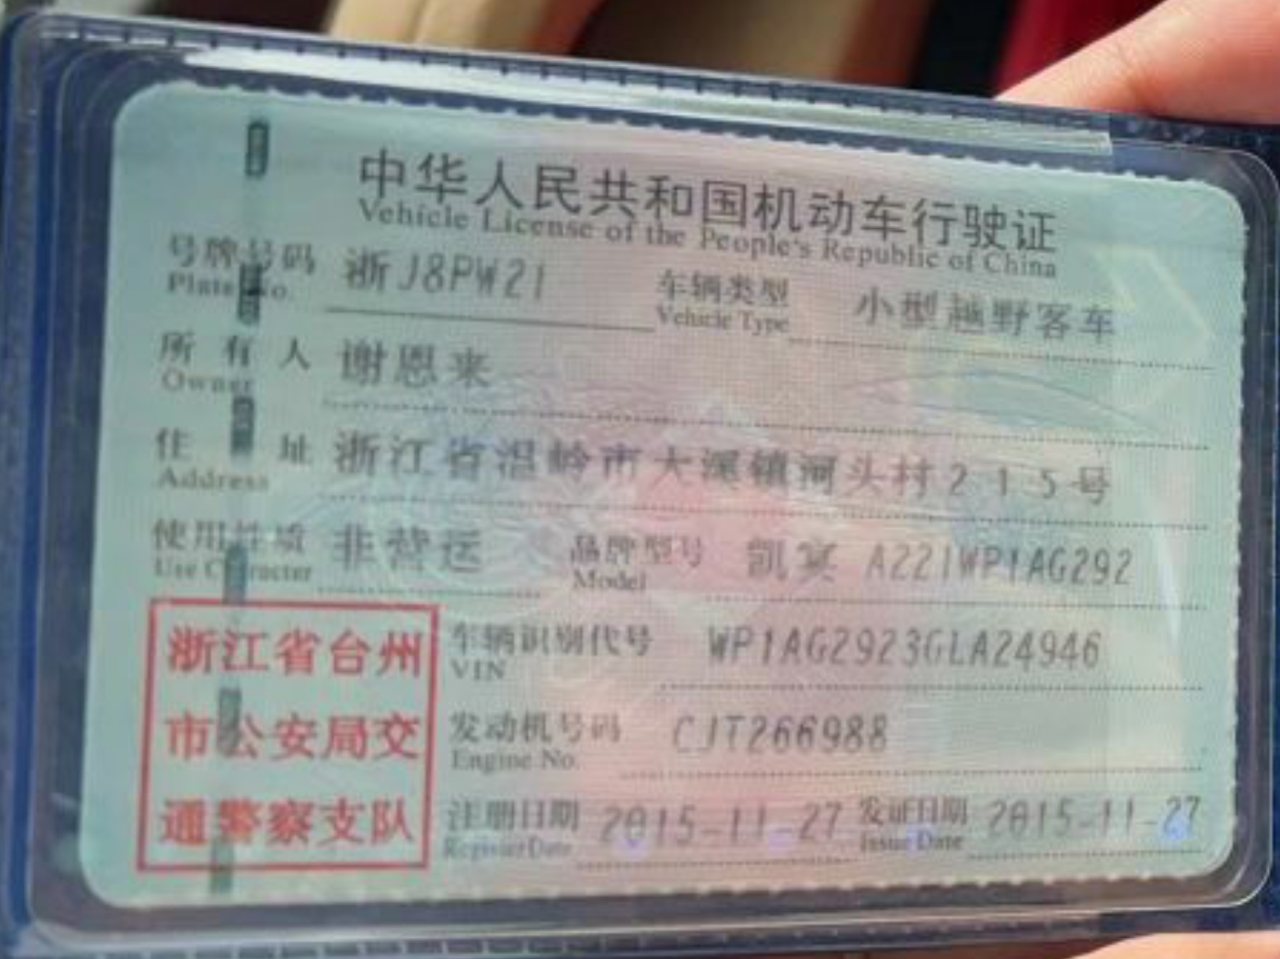 中华人民共和国机动车行驶证
Vehicle License of the People's Republic of China
号牌号码 浙J8PW21 车辆类型 小型越野客车
Plate No. Vehicle Type
所有人 谢恩来
Owner
住址 浙江省温岭市大溪镇河头村215号
Address
使用性质 非营运 品牌型号 凯宴 A221WP1AG292
Use Character Model
浙江省台州
市公安局交
通警察支队
车辆识别代号 WP1AG2923GLA24946
VIN
发动机号码 CJT266988
Engine No.
注册日期 2015-11-27 发证日期 2015-11-27
Register Date Issue Date